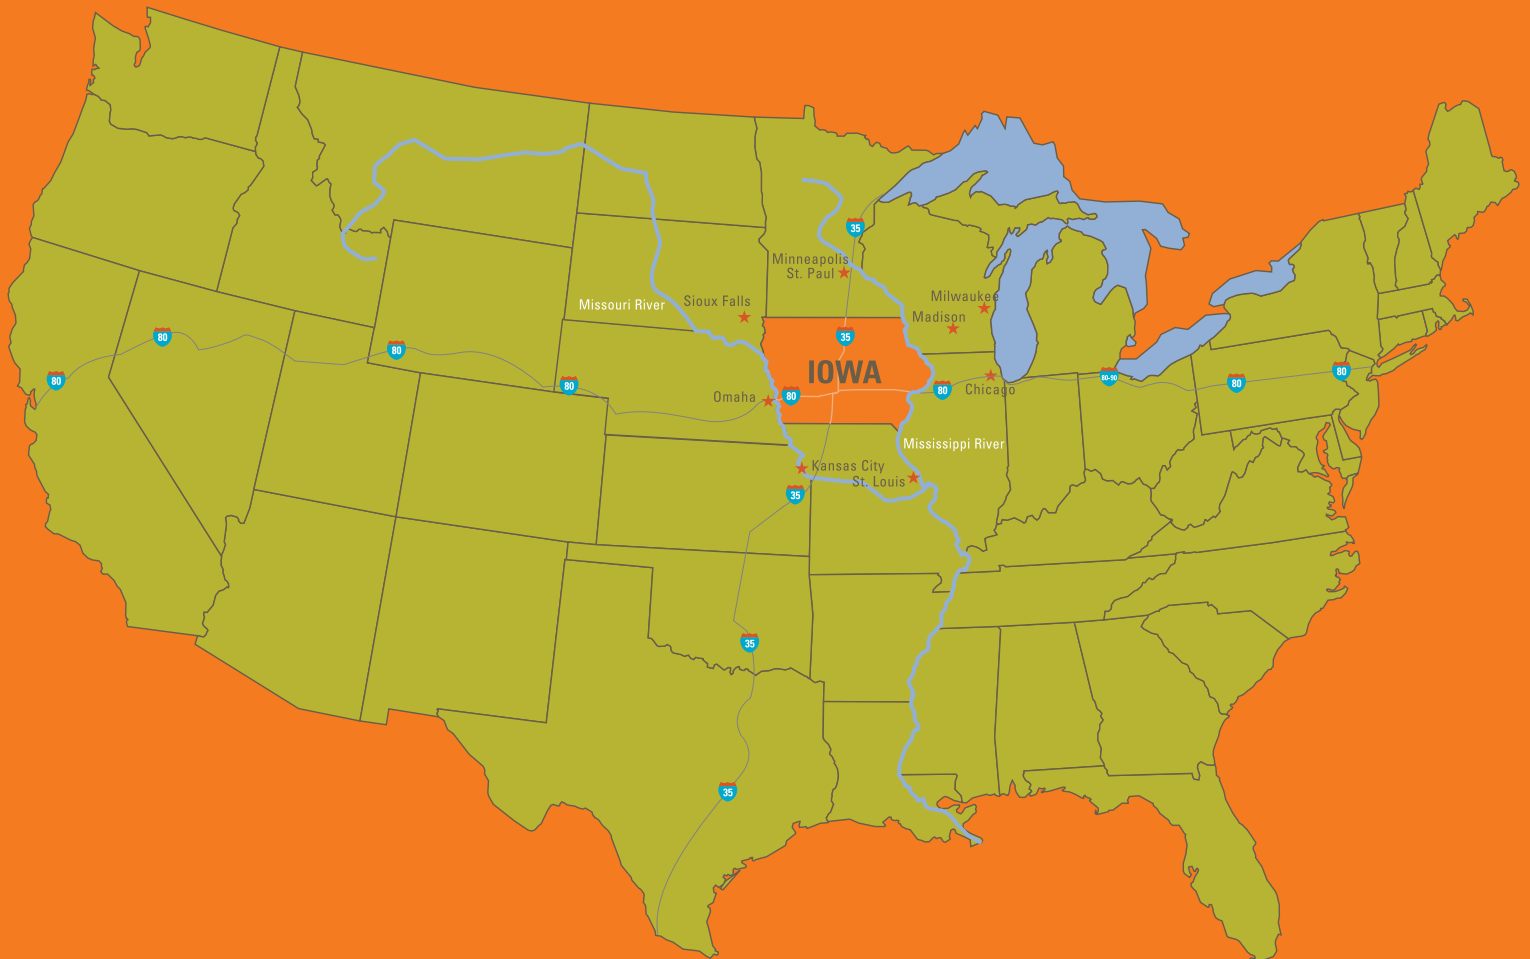 35
Minneapolis
St. Paul
Missouri River
Sioux Falls
Milwaukee
Madison
80
35
80
IOWA
80
80
80
Omaha
80
80
Chicago
80-90
80
80
Mississippi River
Kansas City
St. Louis
35
35
35